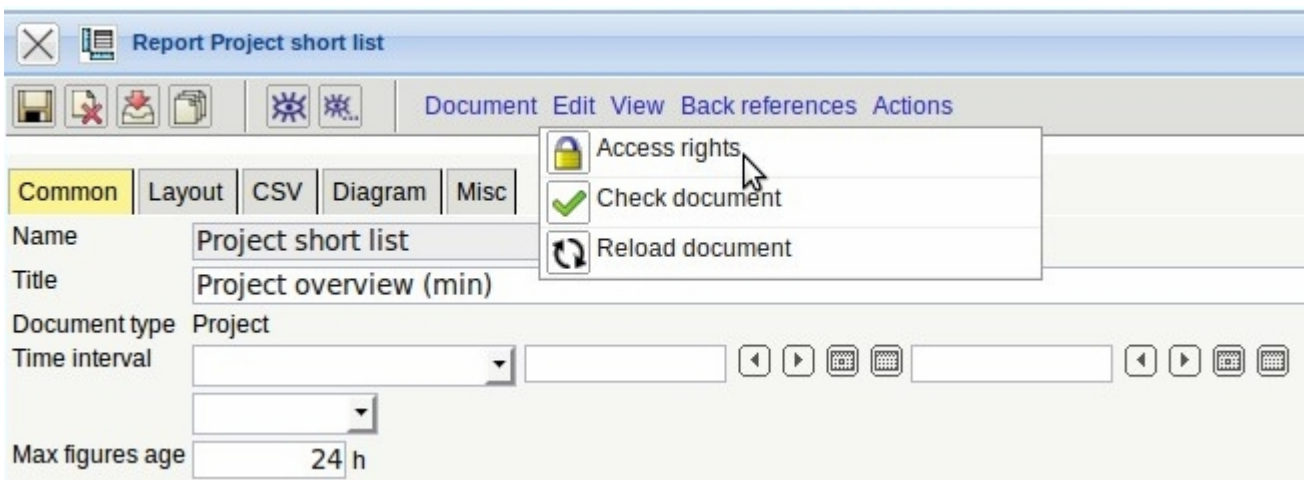 Report Project short list
Document Edit View Back references Actions
Access rights
Check document
Reload document
Common Layout CSV Diagram Misc
Name Project short list
Title Project overview (min)
Document type Project
Time interval
Max figures age 24 h